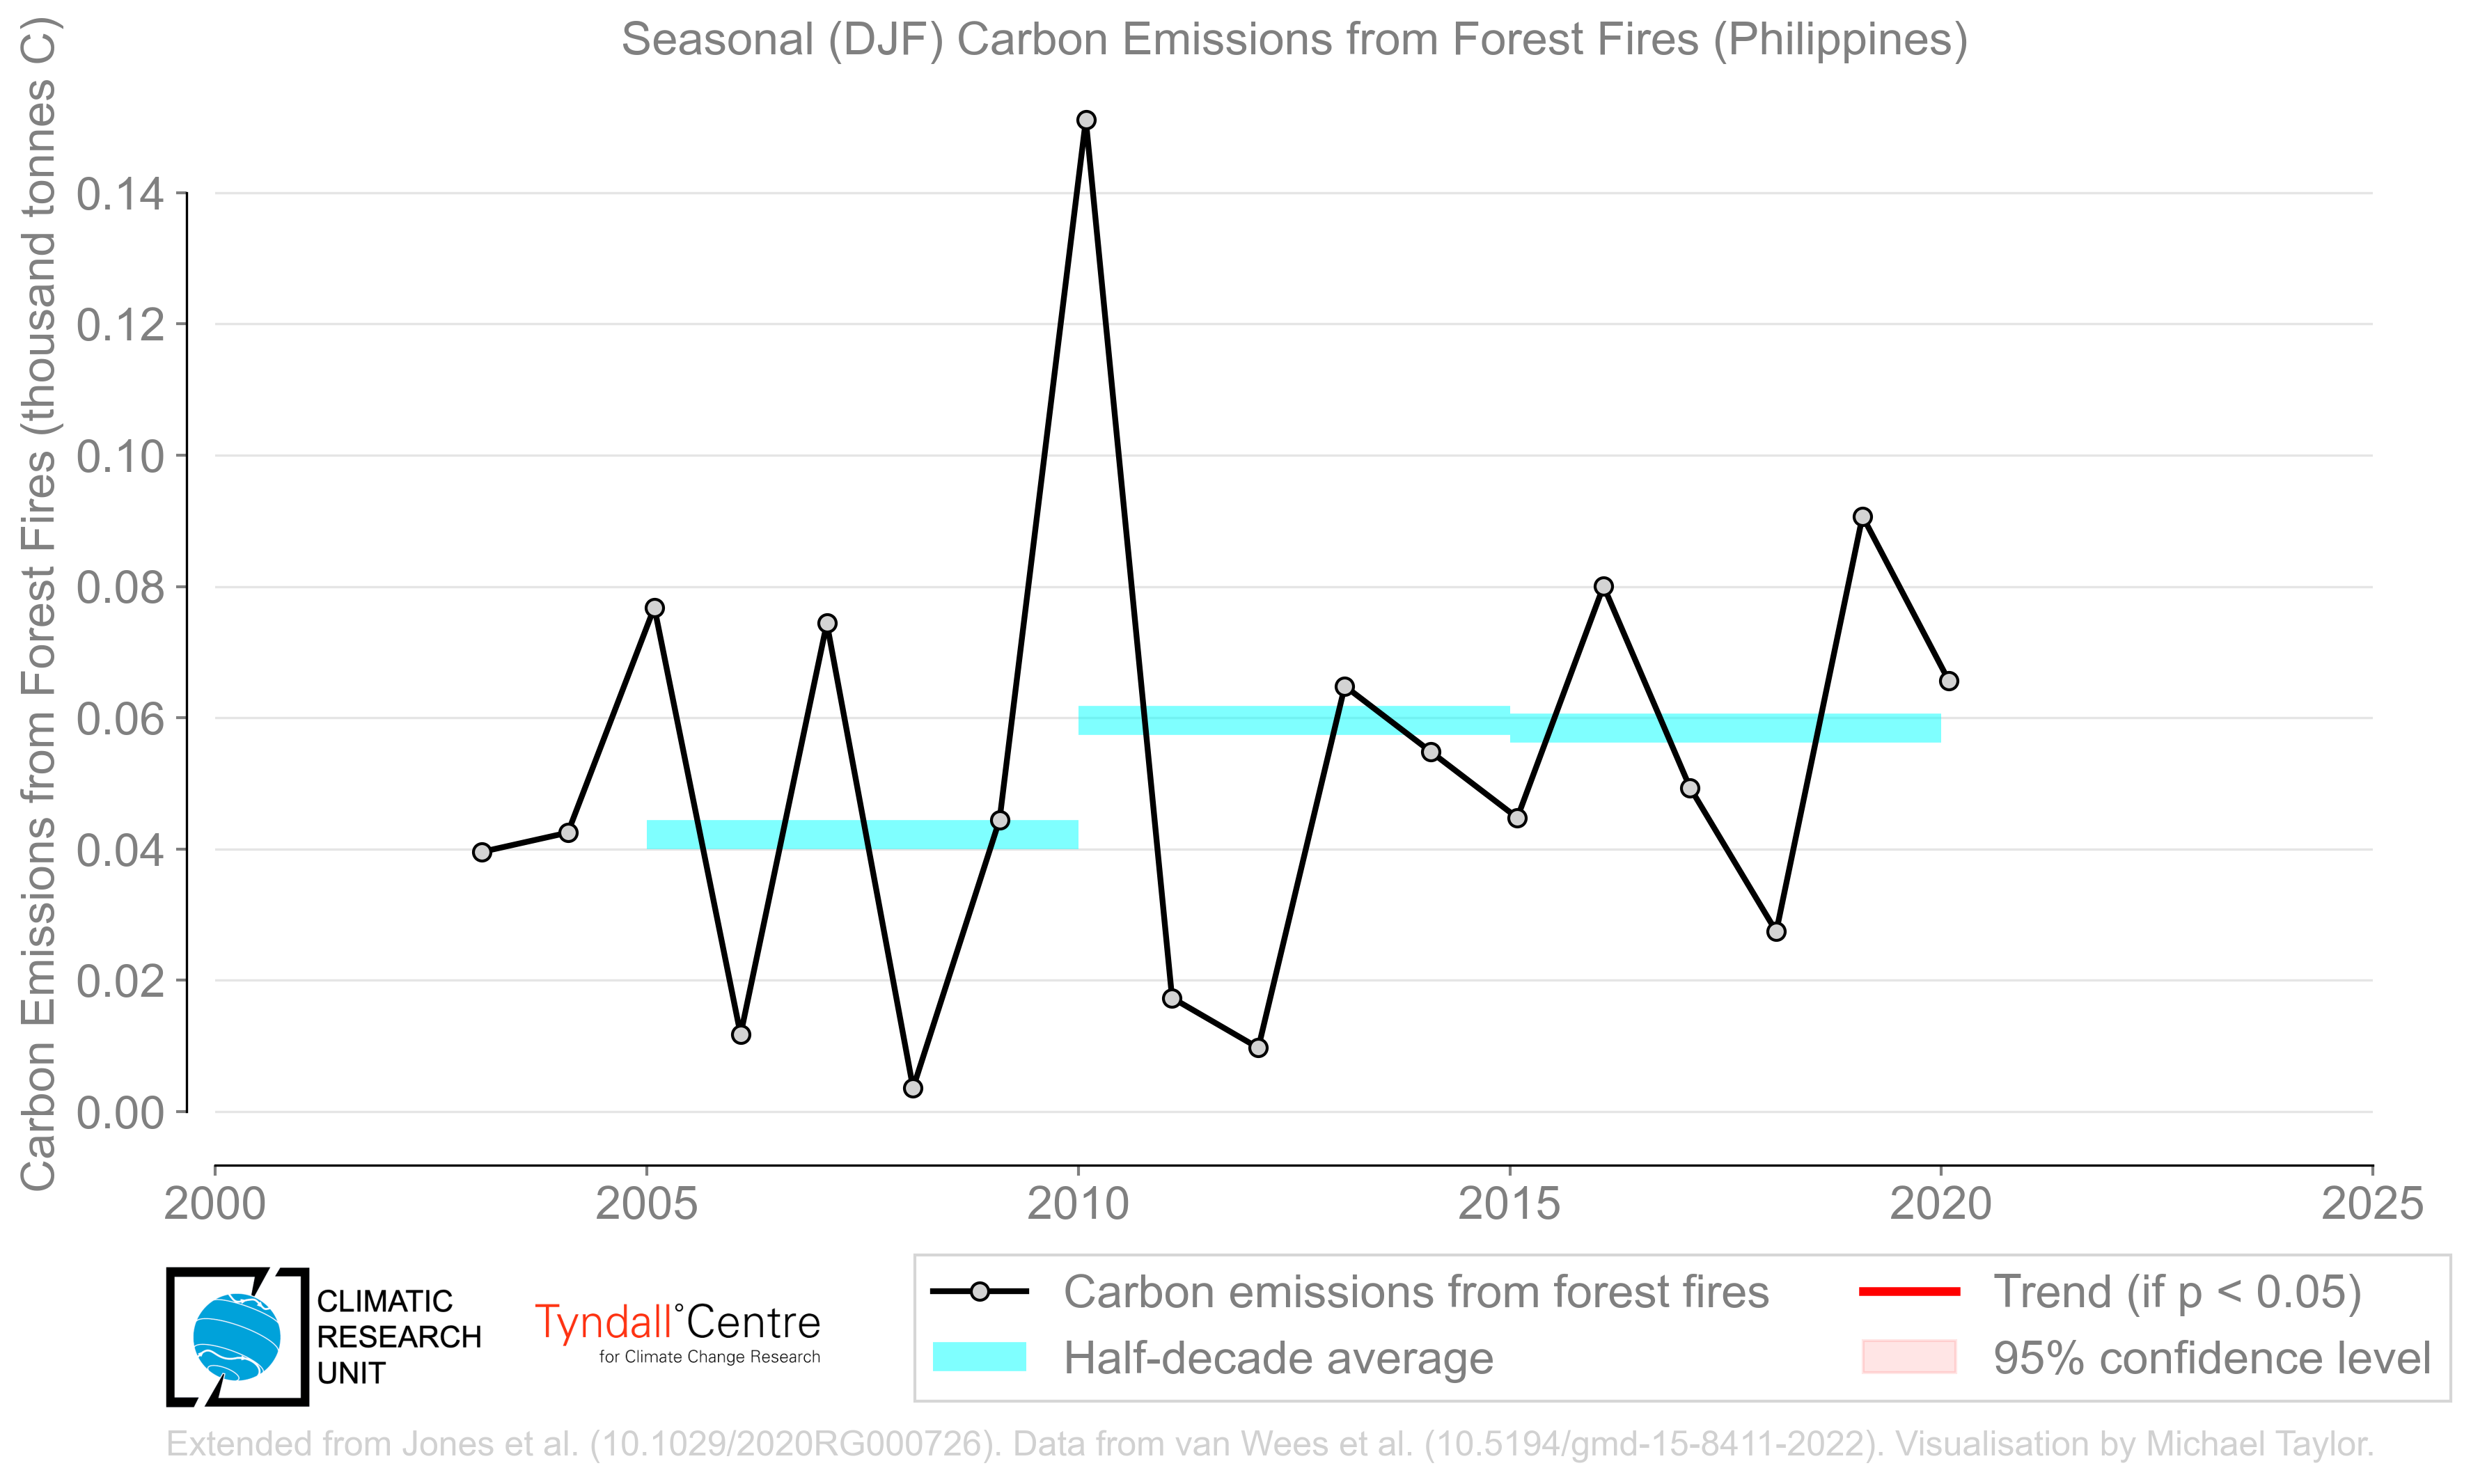 Seasonal (DJF) Carbon Emissions from Forest Fires (Philippines)
Carbon Emissions from Forest Fires (thousand tonnes C)
0.14
0.12
0.10
0.08
0.06
0.04
0.02
0.00
2000
2005
2010
2015
2020
2025
CLIMATIC
RESEARCH
UNIT
Tyndall°Centre
for Climate Change Research
Carbon emissions from forest fires
Half-decade average
Trend (if p < 0.05)
95% confidence level
Extended from Jones et al. (10.1029/2020RG000726). Data from van Wees et al. (10.5194/gmd-15-8411-2022). Visualisation by Michael Taylor.